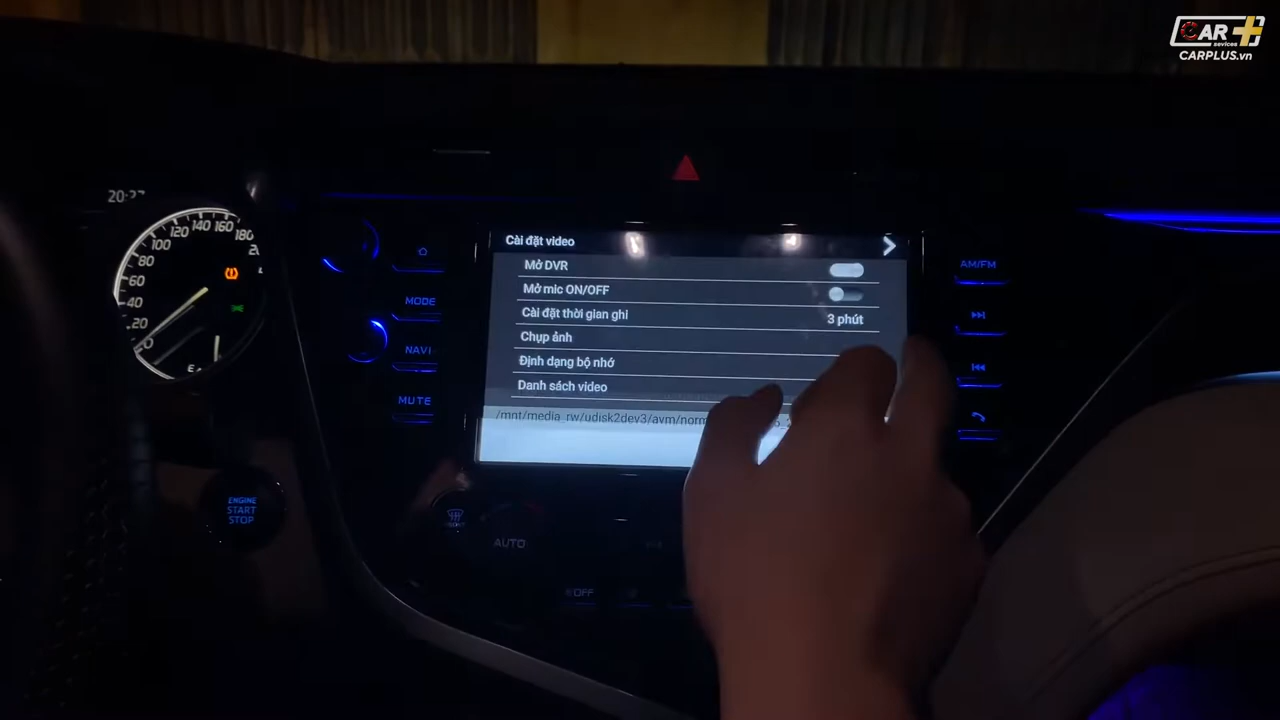 CAR
sevices
CARPLUS.vn
20:27
20
40
60
80
100
120
140
160
180
E
MODE
NAVI
MUTE
ENGINE
START
STOP
Cài đặt video
Mở DVR
Mở mic ON/OFF
Cài đặt thời gian ghi
3 phút
Chụp ảnh
Định dạng bộ nhớ
Danh sách video
/mnt/media_rw/udisk2dev3/avm/norm
AM/FM
AUTO
OFF